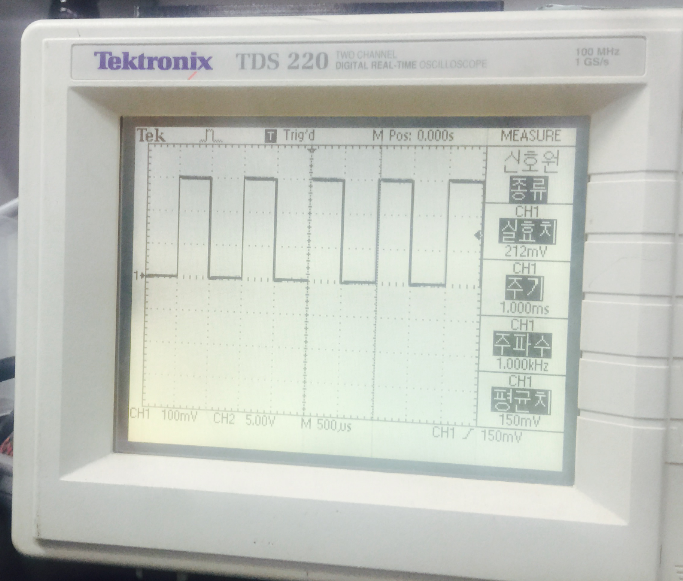 Tektronix TDS 220 TWO CHANNEL DIGITAL REAL-TIME OSCILLOSCOPE
100 MHz
1 GS/s
Tek T Trig'd M Pos: 0.000s MEASURE
신호원
종류
CH1
실효치
212mV
CH1
주기
1.000ms
CH1
주파수
1.000kHz
CH1
평균치
150mV
1
CH1 100mV CH2 5.00V M 500µs CH1 150mV